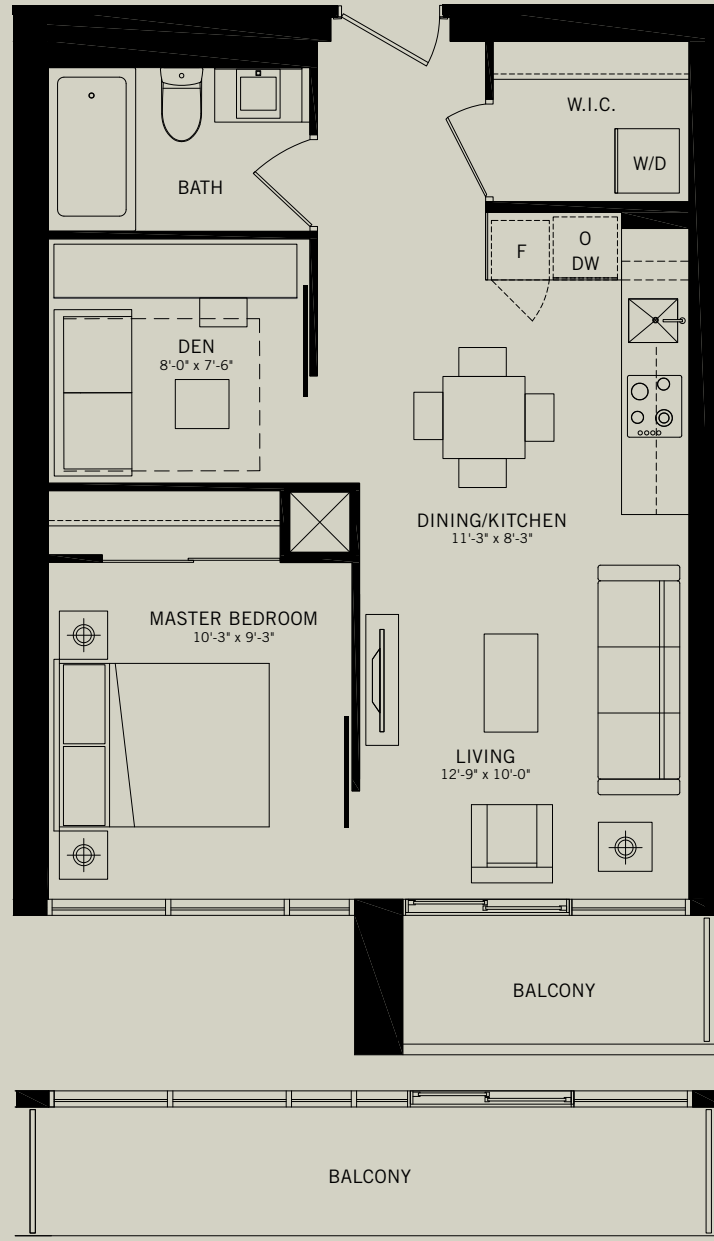 W.I.C.
W/D
BATH
F
O
DW
DEN
8'-0" x 7'-6"
DINING/KITCHEN
11'-3" x 8'-3"
MASTER BEDROOM
10'-3" x 9'-3"
LIVING
12'-9" x 10'-0"
BALCONY
BALCONY